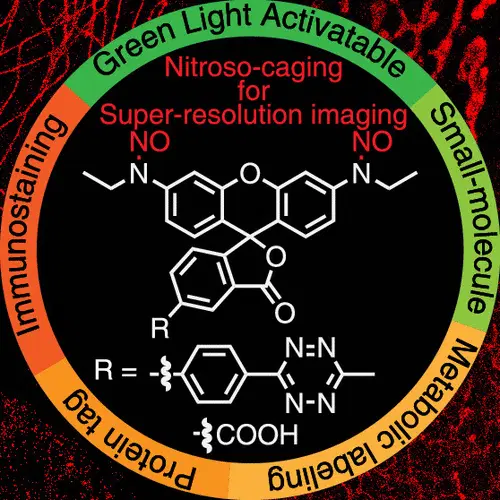 Green Light Activatable
Small-molecule
Metabolic labeling
Protein tag
Immunostaining
Nitroso-caging
for
Super-resolution imaging
NO NO
N O N
O
O
R
R =
N=N
N=N
COOH